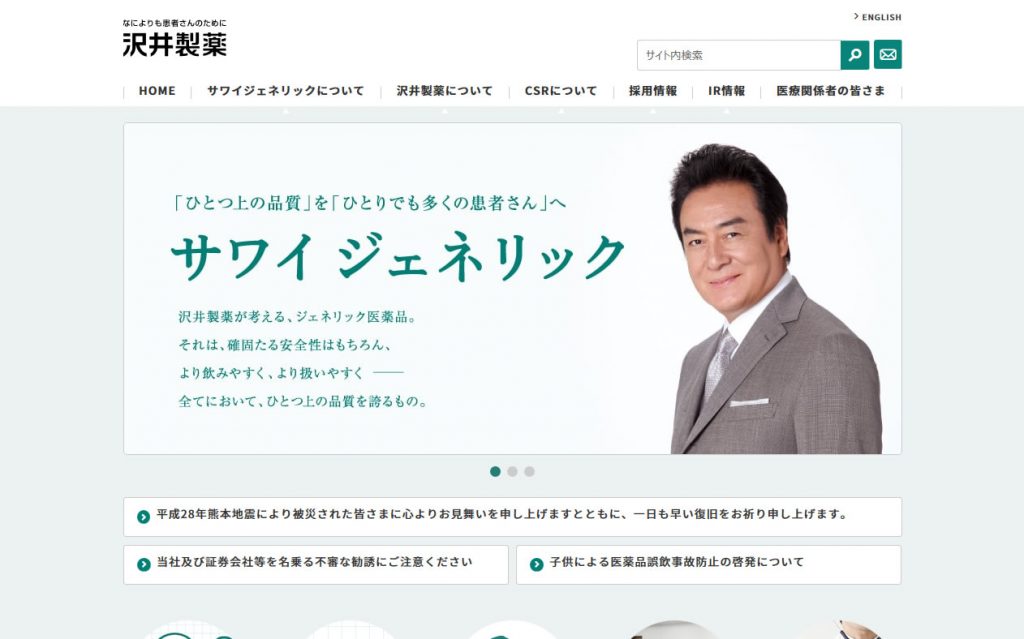 ENGLISH
なによりも患者さんのために
沢井製薬
サイト内検索
HOME
サワイジェネリックについて
沢井製薬について
CSRについて
採用情報
IR情報
医療関係者の皆さま
「ひとつ上の品質」を「ひとりでも多くの患者さん」へ
サワイ ジェネリック
沢井製薬が考える、ジェネリック医薬品。
それは、確固たる安全性はもちろん、
より飲みやすく、より扱いやすく ――
全てにおいて、ひとつ上の品質を誇るもの。
平成28年熊本地震により被災された皆さまに心よりお見舞いを申し上げますとともに、一日も早い復旧をお祈り申し上げます。
当社及び証券会社等を名乗る不審な勧誘にご注意ください
子供による医薬品誤飲事故防止の啓発について